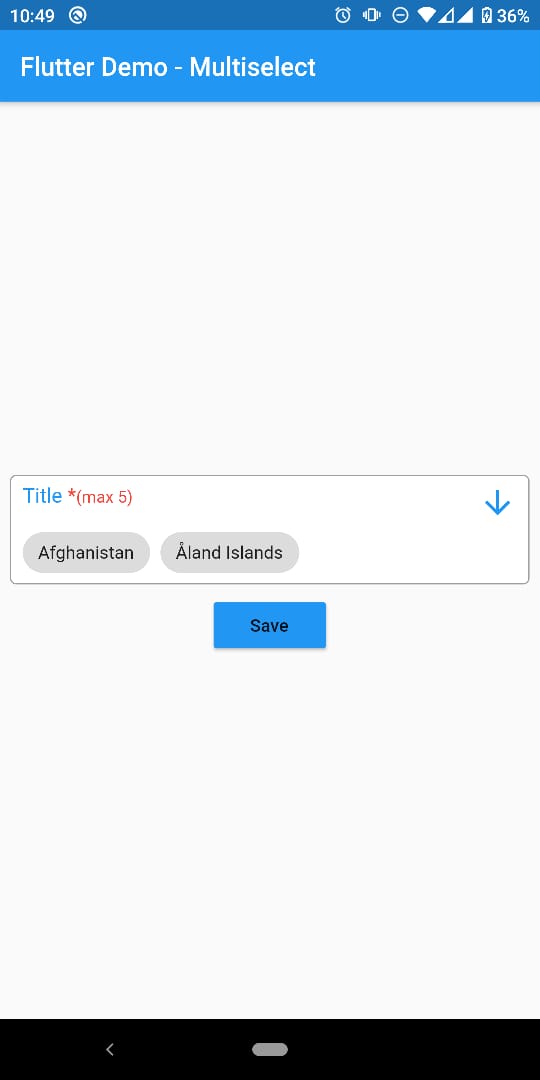 10:49 36%
Flutter Demo - Multiselect
Title *(max 5)
Afghanistan Åland Islands
Save